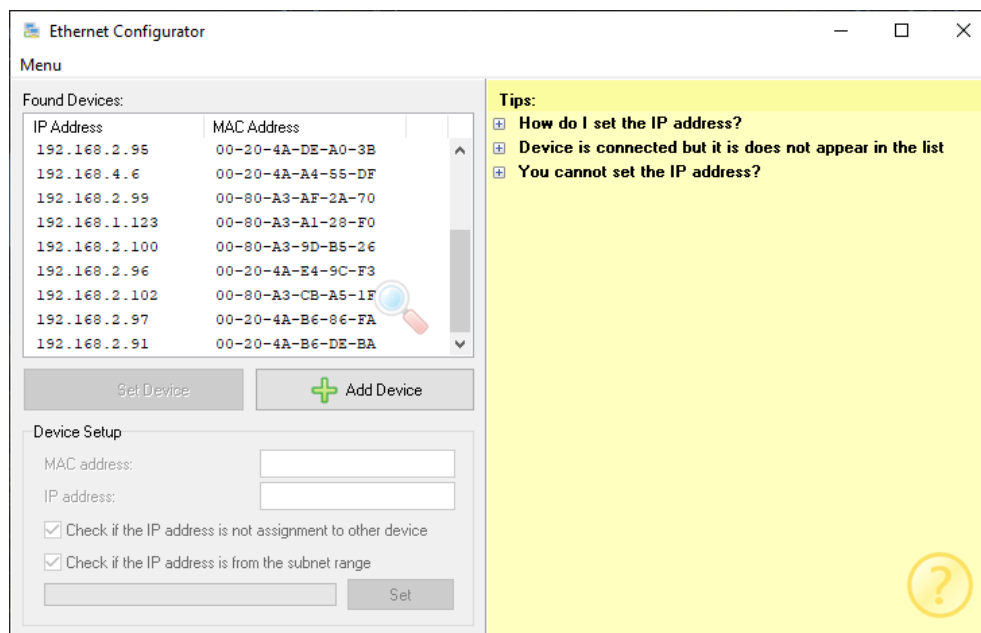 Ethernet Configurator
Menu
Found Devices:
IP Address MAC Address
192.168.2.95 00-20-4A-DE-A0-3B
192.168.4.6 00-20-4A-A4-55-DF
192.168.2.99 00-80-A3-AF-2A-70
192.168.1.123 00-80-A3-A1-28-F0
192.168.2.100 00-80-A3-9D-B5-26
192.168.2.96 00-20-4A-E4-9C-F3
192.168.2.102 00-80-A3-CB-A5-1F
192.168.2.97 00-20-4A-B6-86-FA
192.168.2.91 00-20-4A-B6-DE-BA
Set Device
Add Device
Device Setup
MAC address:
IP address:
Check if the IP address is not assignment to other device
Check if the IP address is from the subnet range
Set
Tips:
How do I set the IP address?
Device is connected but it is does not appear in the list
You cannot set the IP address?